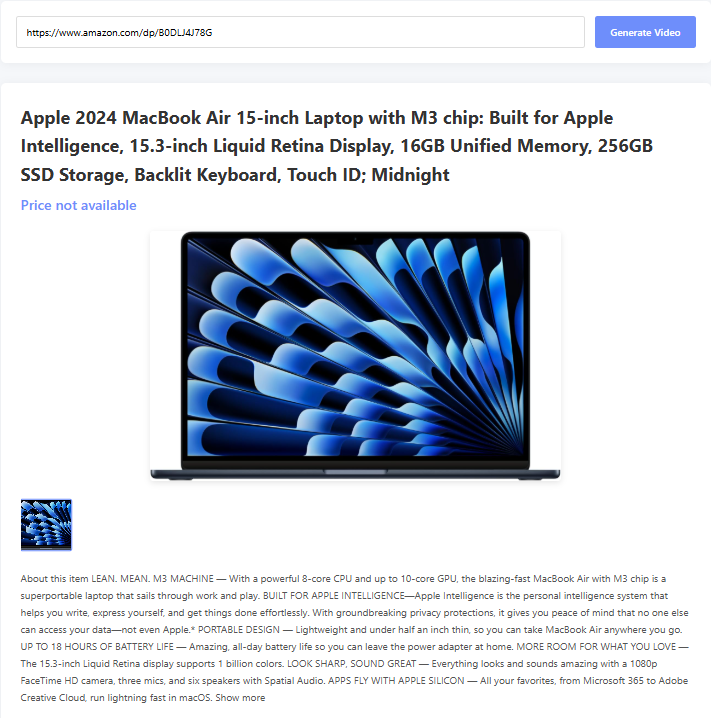 https://www.amazon.com/dp/B0DLJ4J78G
Generate Video
Apple 2024 MacBook Air 15-inch Laptop with M3 chip: Built for Apple
Intelligence, 15.3-inch Liquid Retina Display, 16GB Unified Memory, 256GB
SSD Storage, Backlit Keyboard, Touch ID; Midnight
Price not available
About this item LEAN. MEAN. M3 MACHINE — With a powerful 8-core CPU and up to 10-core GPU, the blazing-fast MacBook Air with M3 chip is a
superportable laptop that sails through work and play. BUILT FOR APPLE INTELLIGENCE—Apple Intelligence is the personal intelligence system that
helps you write, express yourself, and get things done effortlessly. With groundbreaking privacy protections, it gives you peace of mind that no one else
can access your data—not even Apple.* PORTABLE DESIGN — Lightweight and under half an inch thin, so you can take MacBook Air anywhere you go.
UP TO 18 HOURS OF BATTERY LIFE — Amazing, all-day battery life so you can leave the power adapter at home. MORE ROOM FOR WHAT YOU LOVE —
The 15.3-inch Liquid Retina display supports 1 billion colors. LOOK SHARP, SOUND GREAT — Everything looks and sounds amazing with a 1080p
FaceTime HD camera, three mics, and six speakers with Spatial Audio. APPS FLY WITH APPLE SILICON — All your favorites, from Microsoft 365 to Adobe
Creative Cloud, run lightning fast in macOS. Show more